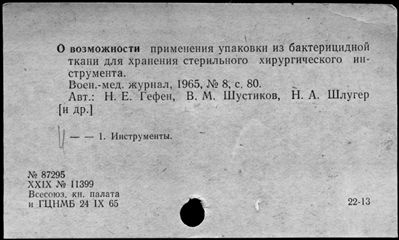 О возможности применения упаковки из бактерицидной
ткани для хранения стерильного хирургического ин-
струмента.
Воен.-мед. журнал, 1965, № 8, с. 80.
Авт.: Н. Е. Гефен, В. М. Шустиков, Н. А. Шлугер
[и др.]
— — 1. Инструменты.
№ 87295
XXIX № 11399
Всесоюз. кн. палата
и ГЦНМБ 24 IX 65
22-13